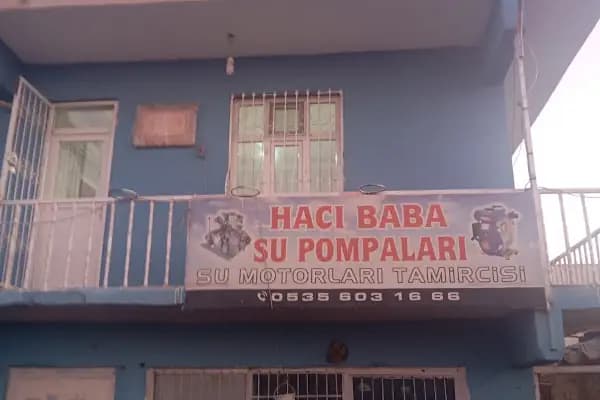 HACI BABA
SU POMPALARI
SU MOTORLARI TAMİRCİSİ
0535 603 16 66